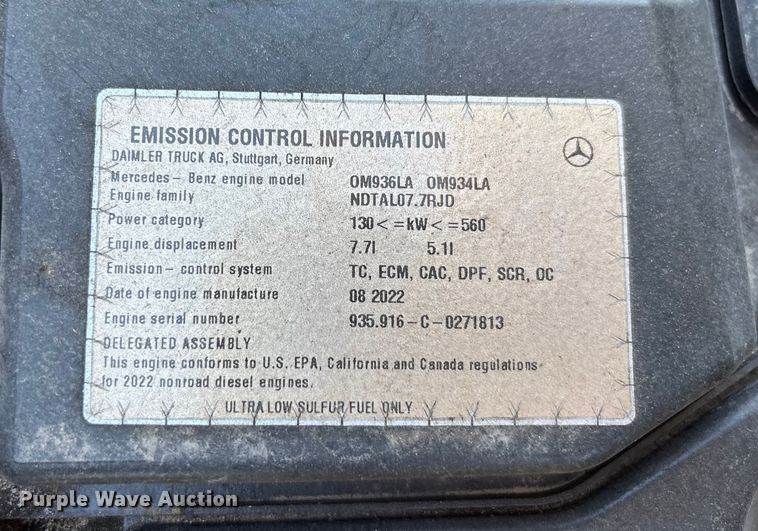 EMISSION CONTROL INFORMATION
DAIMLER TRUCK AG, Stuttgart, Germany
Mercedes- Benz engine model OM936LA OM934LA
Engine family NDTAL07.7RJD
Power category 130< =kW< =560
Engine displacement 7.7l 5.1l
Emission- control system TC, ECM, CAC, DPF, SCR, OC
Date of engine manufacture 08 2022
Engine serial number 935.916-C-0271813
DELEGATED ASSEMBLY
This engine conforms to U.S. EPA, California and Canada regulations
for 2022 nonroad diesel engines.
ULTRA LOW SULFUR FUEL ONLY
Purple Wave Auction